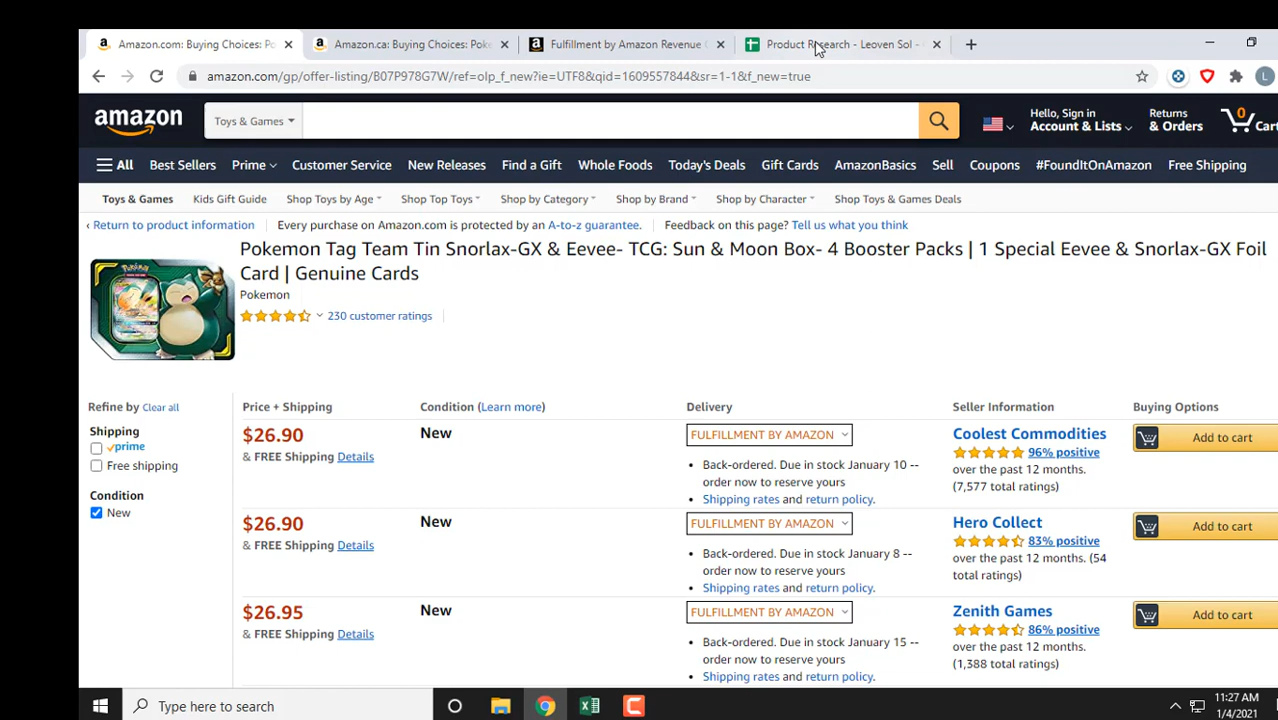 Amazon.com: Buying Choices: Po
Amazon.ca: Buying Choices: Poke
Fulfillment by Amazon Revenue C
Product Research - Leoven Sol -
amazon.com/gp/offer-listing/B07P978G7W/ref=olp_f_new?ie=UTF8&qid=1609557844&sr=1-1&f_new=true
L
amazon
Toys & Games
Hello, Sign in
Account & Lists
Returns
& Orders
0
Cart
All
Best Sellers
Prime
Customer Service
New Releases
Find a Gift
Whole Foods
Today's Deals
Gift Cards
AmazonBasics
Sell
Coupons
#FoundItOnAmazon
Free Shipping
Toys & Games
Kids Gift Guide
Shop Toys by Age
Shop Top Toys
Shop by Category
Shop by Brand
Shop by Character
Shop Toys & Games Deals
‹ Return to product information
Every purchase on Amazon.com is protected by an A-to-z guarantee.
Feedback on this page? Tell us what you think
Pokemon Tag Team Tin Snorlax-GX & Eevee- TCG: Sun & Moon Box- 4 Booster Packs | 1 Special Eevee & Snorlax-GX Foil
Card | Genuine Cards
Pokemon
230 customer ratings
Refine by Clear all
Shipping
prime
Free shipping
Condition
New
Price + Shipping
Condition (Learn more)
Delivery
Seller Information
Buying Options
$26.90
& FREE Shipping Details
New
FULFILLMENT BY AMAZON
• Back-ordered. Due in stock January 10 --
order now to reserve yours
• Shipping rates and return policy.
Coolest Commodities
96% positive
over the past 12 months.
(7,577 total ratings)
Add to cart
$26.90
& FREE Shipping Details
New
FULFILLMENT BY AMAZON
• Back-ordered. Due in stock January 8 --
order now to reserve yours
• Shipping rates and return policy.
Hero Collect
83% positive
over the past 12 months. (54
total ratings)
Add to cart
$26.95
& FREE Shipping Details
New
FULFILLMENT BY AMAZON
• Back-ordered. Due in stock January 15 --
order now to reserve yours
• Shipping rates and return policy.
Zenith Games
86% positive
over the past 12 months.
(1,388 total ratings)
Add to cart
Type here to search
11:27 AM
1/4/2021